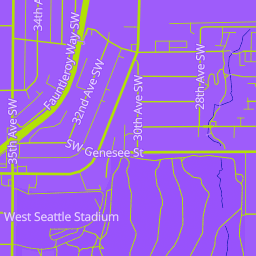 34th A
Fauntleroy Way SW
32nd Ave SW
28th Ave SW
30th Ave SW
35th Ave SW
SW Genesee St
West Seattle Stadium